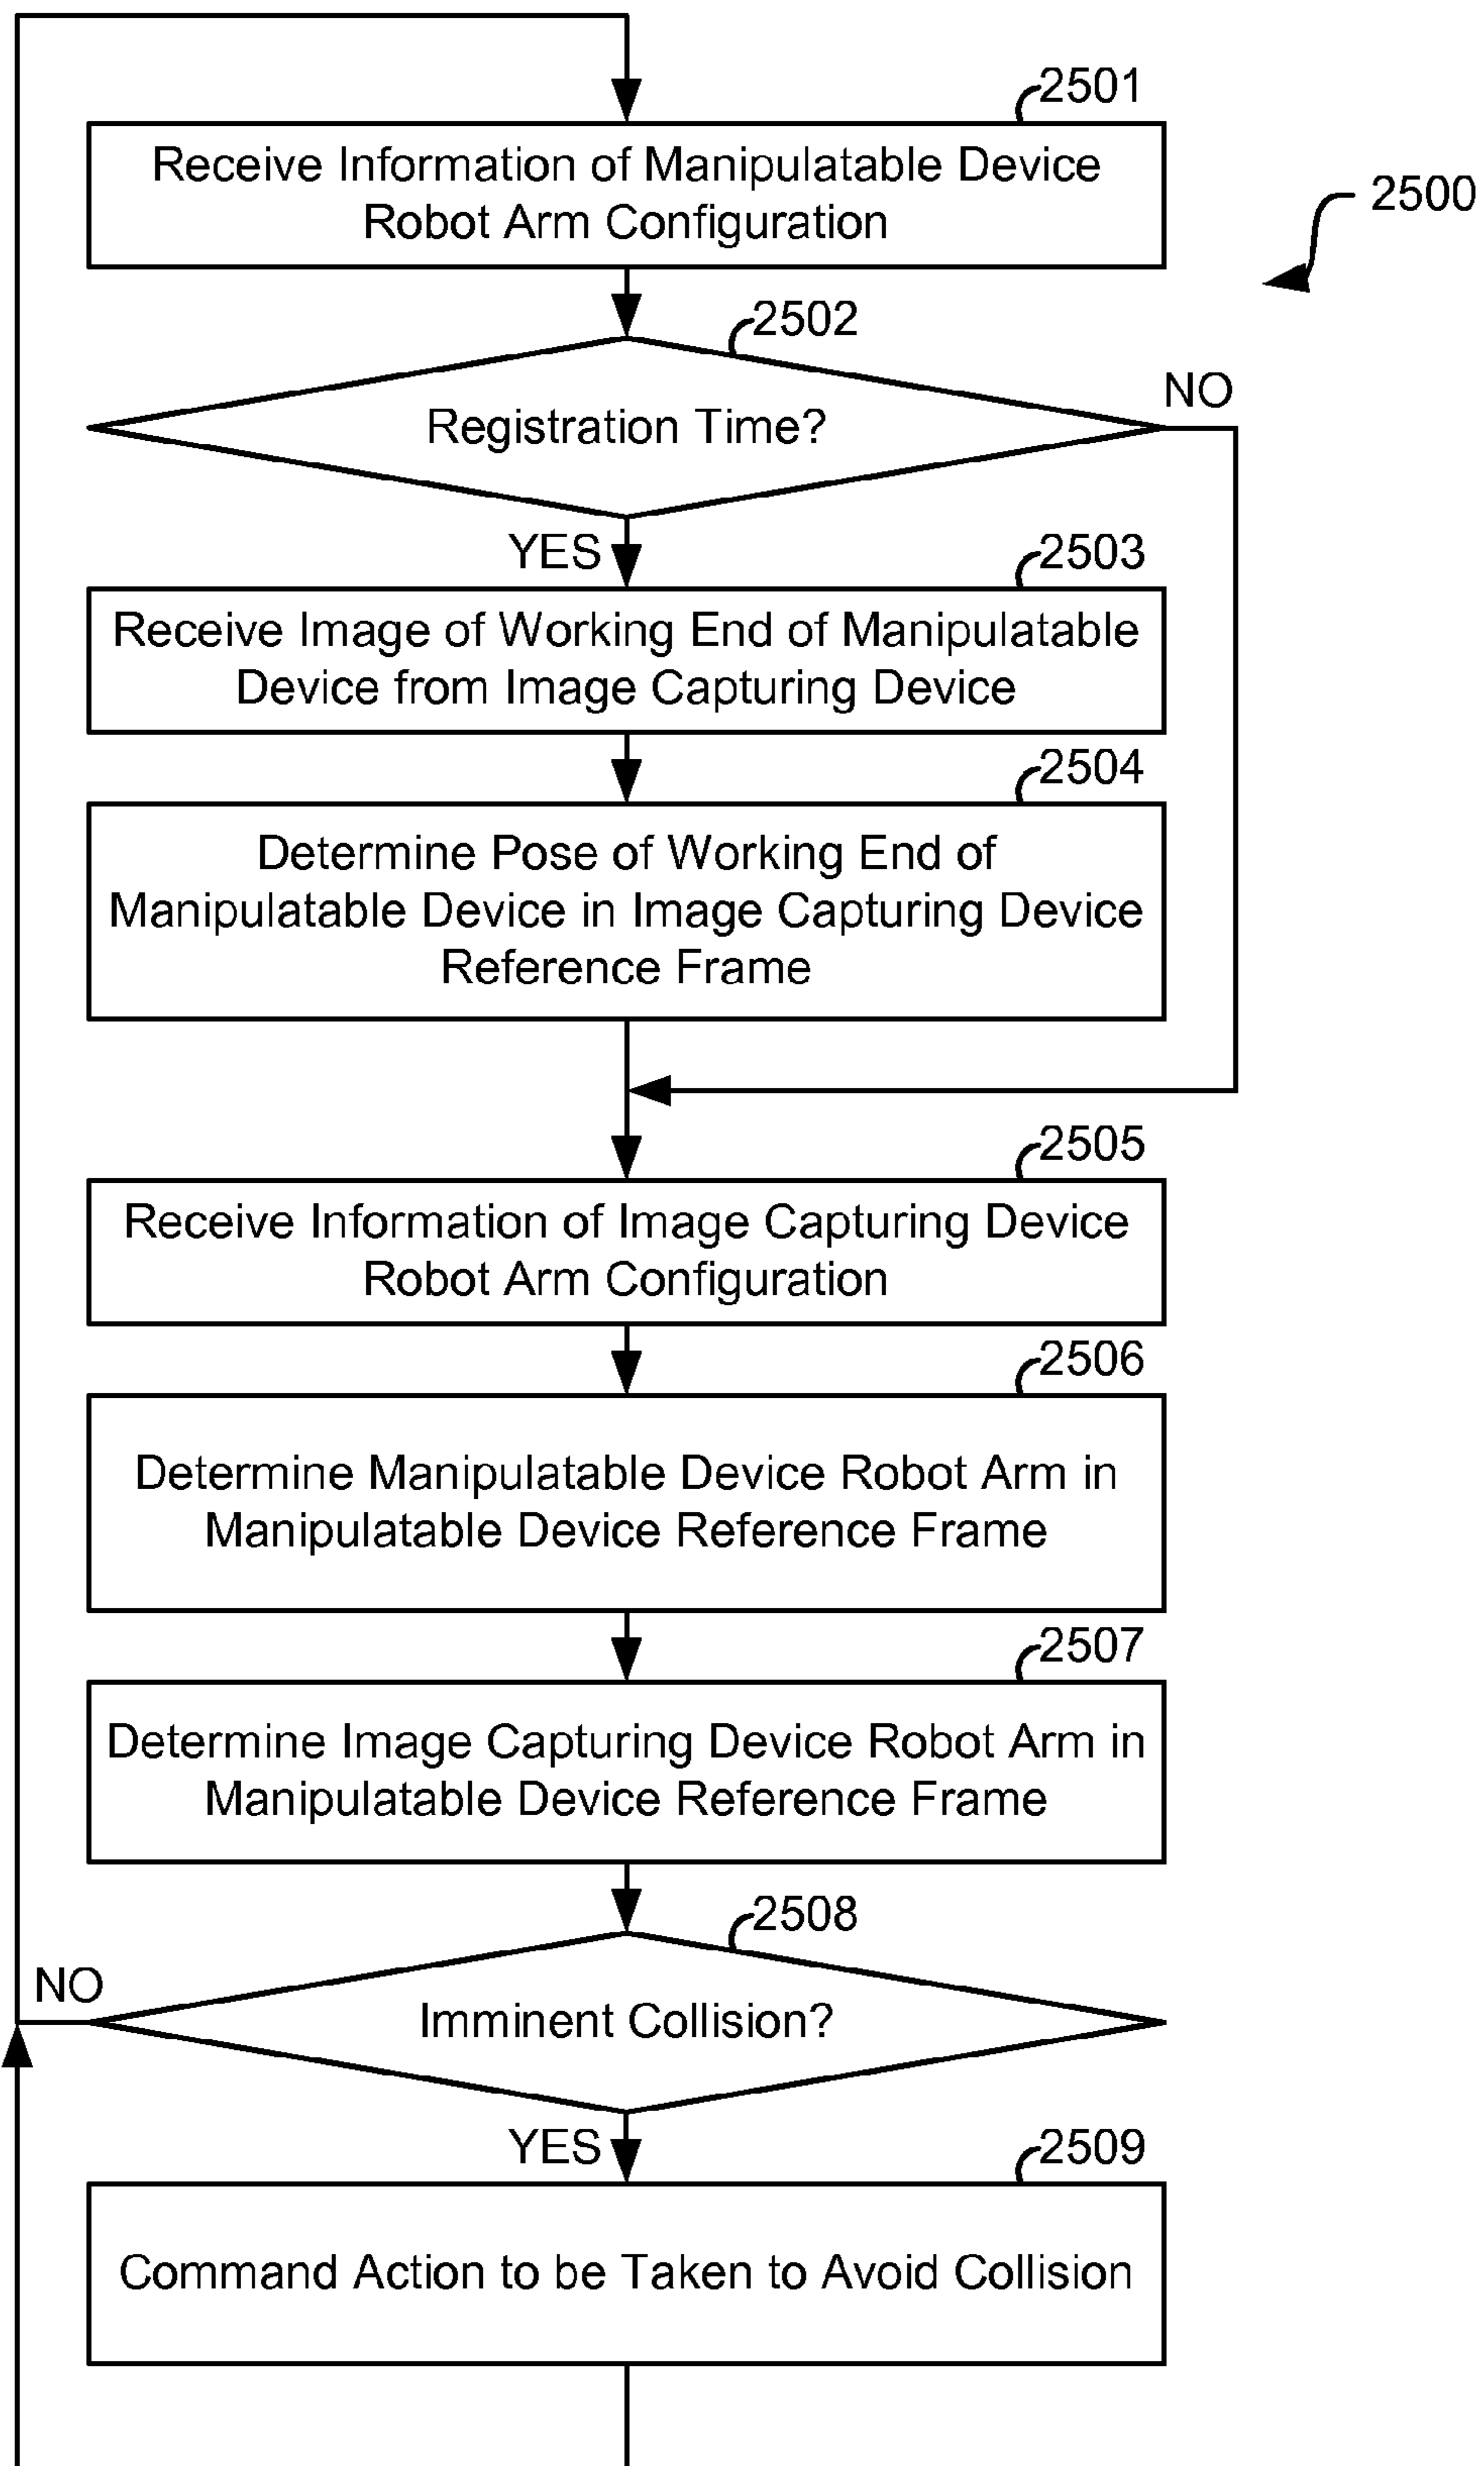 2501
Receive Information of Manipulatable Device
Robot Arm Configuration
2500
2502
Registration Time?
NO
YES
2503
Receive Image of Working End of Manipulatable
Device from Image Capturing Device
2504
Determine Pose of Working End of
Manipulatable Device in Image Capturing Device
Reference Frame
2505
Receive Information of Image Capturing Device
Robot Arm Configuration
2506
Determine Manipulatable Device Robot Arm in
Manipulatable Device Reference Frame
2507
Determine Image Capturing Device Robot Arm in
Manipulatable Device Reference Frame
2508
NO
Imminent Collision?
YES
2509
Command Action to be Taken to Avoid Collision